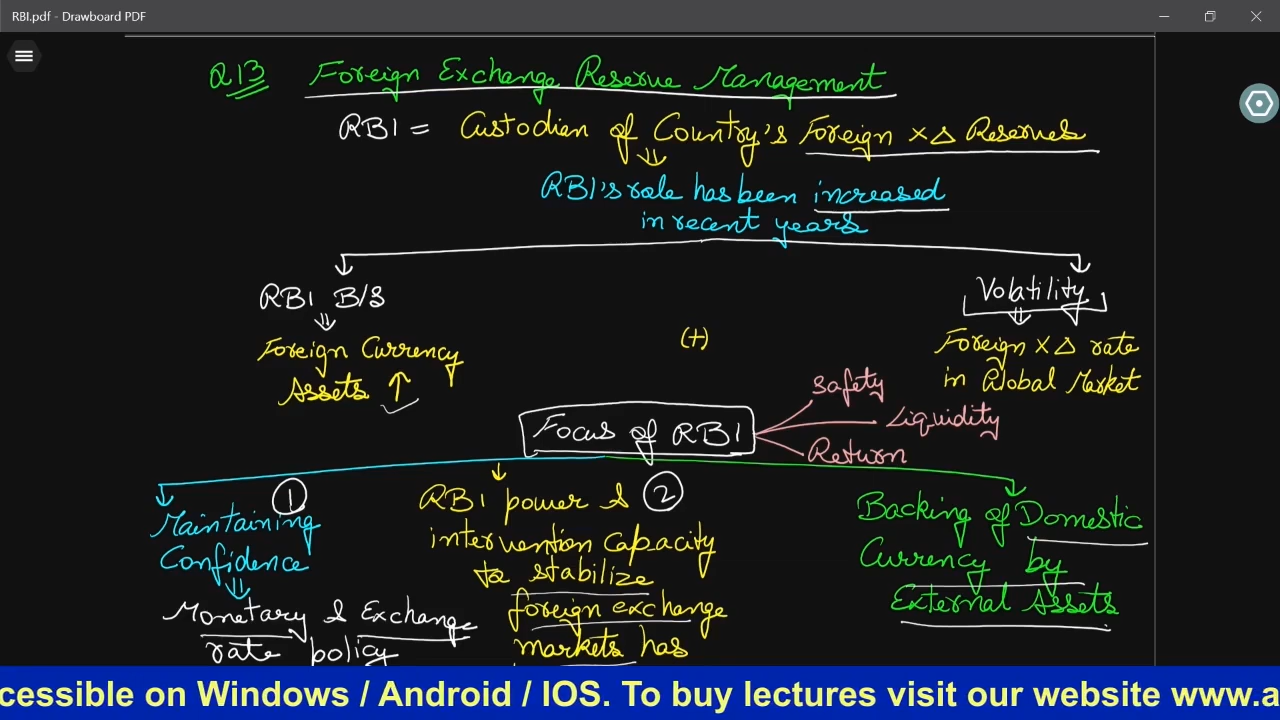 RBI.pdf - Drawboard PDF
Q13 Foreign Exchange Reserve Management
RBI = Custodian of Country's Foreign x∆ Reserves
RBI's role has been increased
in recent years
RBI B/S
Foreign Currency
Assets ↑
(+)
Volatility
Foreign x∆ rate
in Global Market
Focus of RBI
Safety
Liquidity
Return
①
Maintaining
Confidence
Monetary & Exchange
rate policy
RBI power & ②
intervention capacity
to stabilize
foreign exchange
markets has
Backing of Domestic
Currency by
External Assets
cessible on Windows / Android / IOS. To buy lectures visit our website www.a